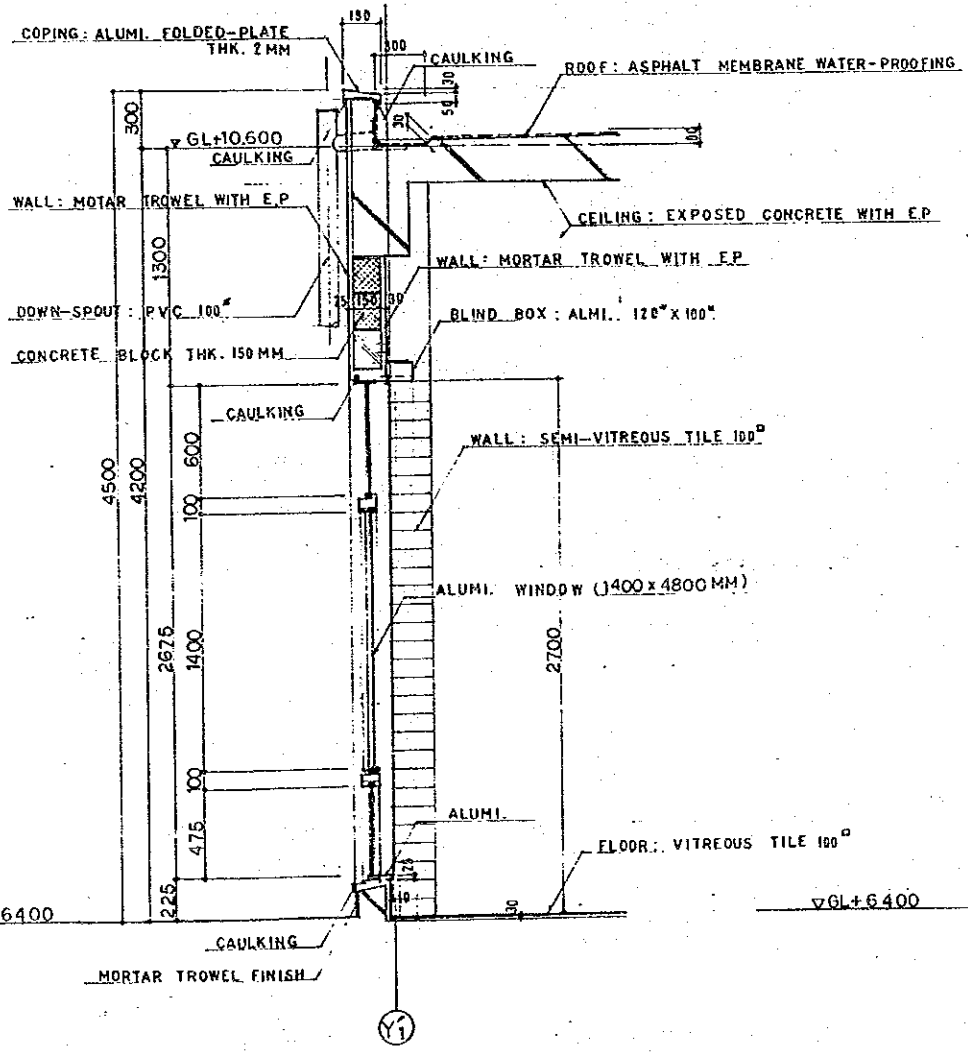 150
COPING: ALUMI. FOLDED-PLATE
THK. 2 MM
300
CAULKING
30
50
ROOF: ASPHALT MEMBRANE WATER-PROOFING
300
▽ GL+10,600
CAULKING
30
WALL: MOTAR TROWEL WITH E.P
CEILING: EXPOSED CONCRETE WITH E.P
1300
WALL: MORTAR TROWEL WITH E.P
25 150 30
DOWN-SPOUT: PVC 100
BLIND BOX: ALMI. 120 × 100
CONCRETE BLOCK THK. 150 MM
CAULKING
WALL: SEMI-VITREOUS TILE 100□
600
4500
4200
100
ALUMI. WINDOW (1400 x 4800 MM)
2675
1400
2700
100
ALUMI.
475
FLOOR: VITREOUS TILE 100□
25
10
225
30
6400
▽GL+6400
CAULKING
MORTAR TROWEL FINISH
Y1